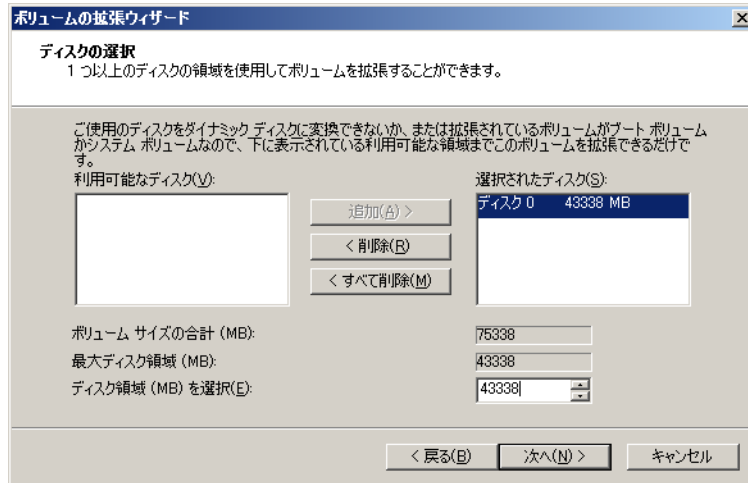 ボリュームの拡張ウィザード
ディスクの選択
1 つ以上のディスクの領域を使用してボリュームを拡張することができます。
ご使用のディスクをダイナミック ディスクに変換できないか、または拡張されているボリュームがブート ボリューム
かシステム ボリュームなので、下に表示されている利用可能な領域までこのボリュームを拡張できるだけで
す。
利用可能なディスク(V):
選択されたディスク(S):
ディスク 0 43338 MB
追加(A) >
< 削除(R)
< すべて削除(M)
ボリューム サイズの合計 (MB): 75338
最大ディスク領域 (MB): 43338
ディスク領域 (MB) を選択(E): 43338
< 戻る(B) 次へ(N) > キャンセル